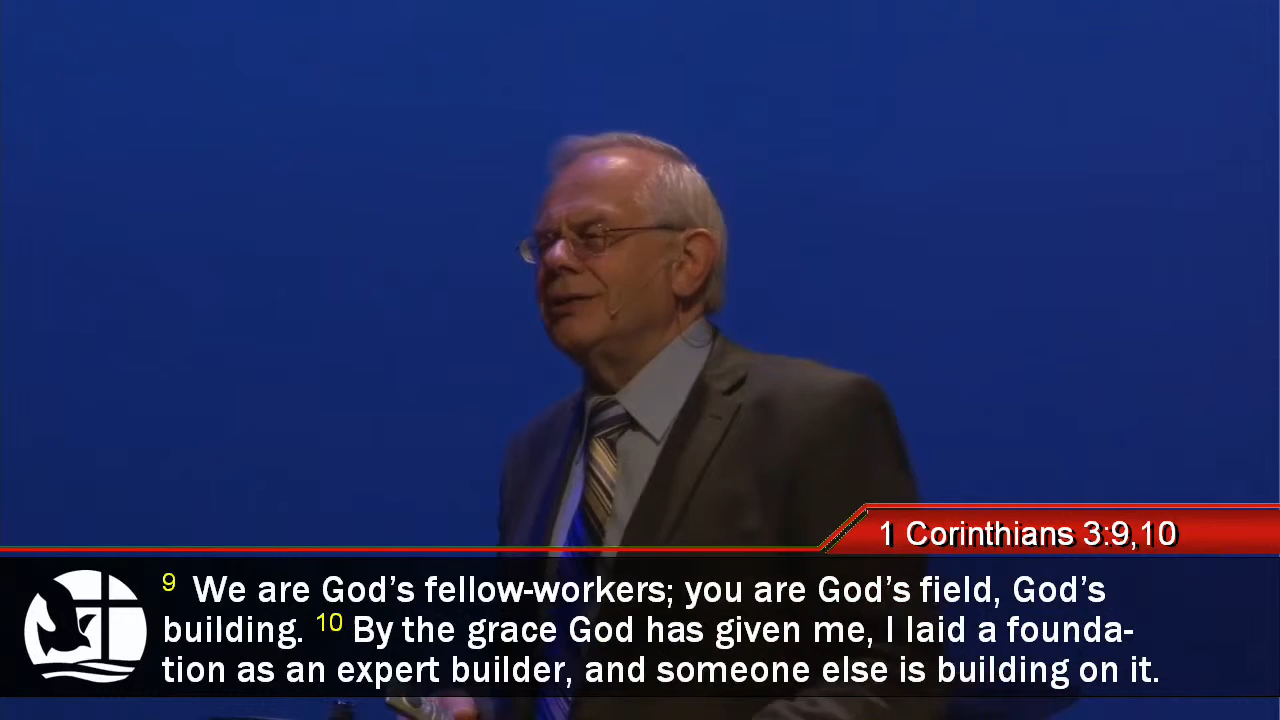 1 Corinthians 3:9,10
9 We are God's fellow-workers; you are God's field, God's
building. 10 By the grace God has given me, I laid a founda-
tion as an expert builder, and someone else is building on it.